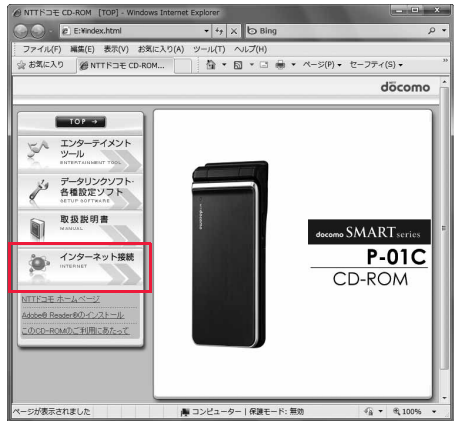 NTTドコモ CD-ROM [TOP] - Windows Internet Explorer
E:¥index.html
Bing
ファイル(F) 編集(E) 表示(V) お気に入り(A) ツール(T) ヘルプ(H)
お気に入り NTTドコモ CD-ROM... ページ(P) セーフティ(S) »
döcomo
TOP →
エンターテイメント
ツール
ENTERTAINMENT TOOL
データリンクソフト・
各種設定ソフト
SETUP SOFTWARE
取扱説明書
MANUAL
インターネット接続
INTERNET
NTTドコモ ホームページ
Adobe® Reader®のインストール
このCD-ROMのご利用にあたって
docomo SMART series
P-01C
CD-ROM
ページが表示されました コンピューター | 保護モード: 無効 100%